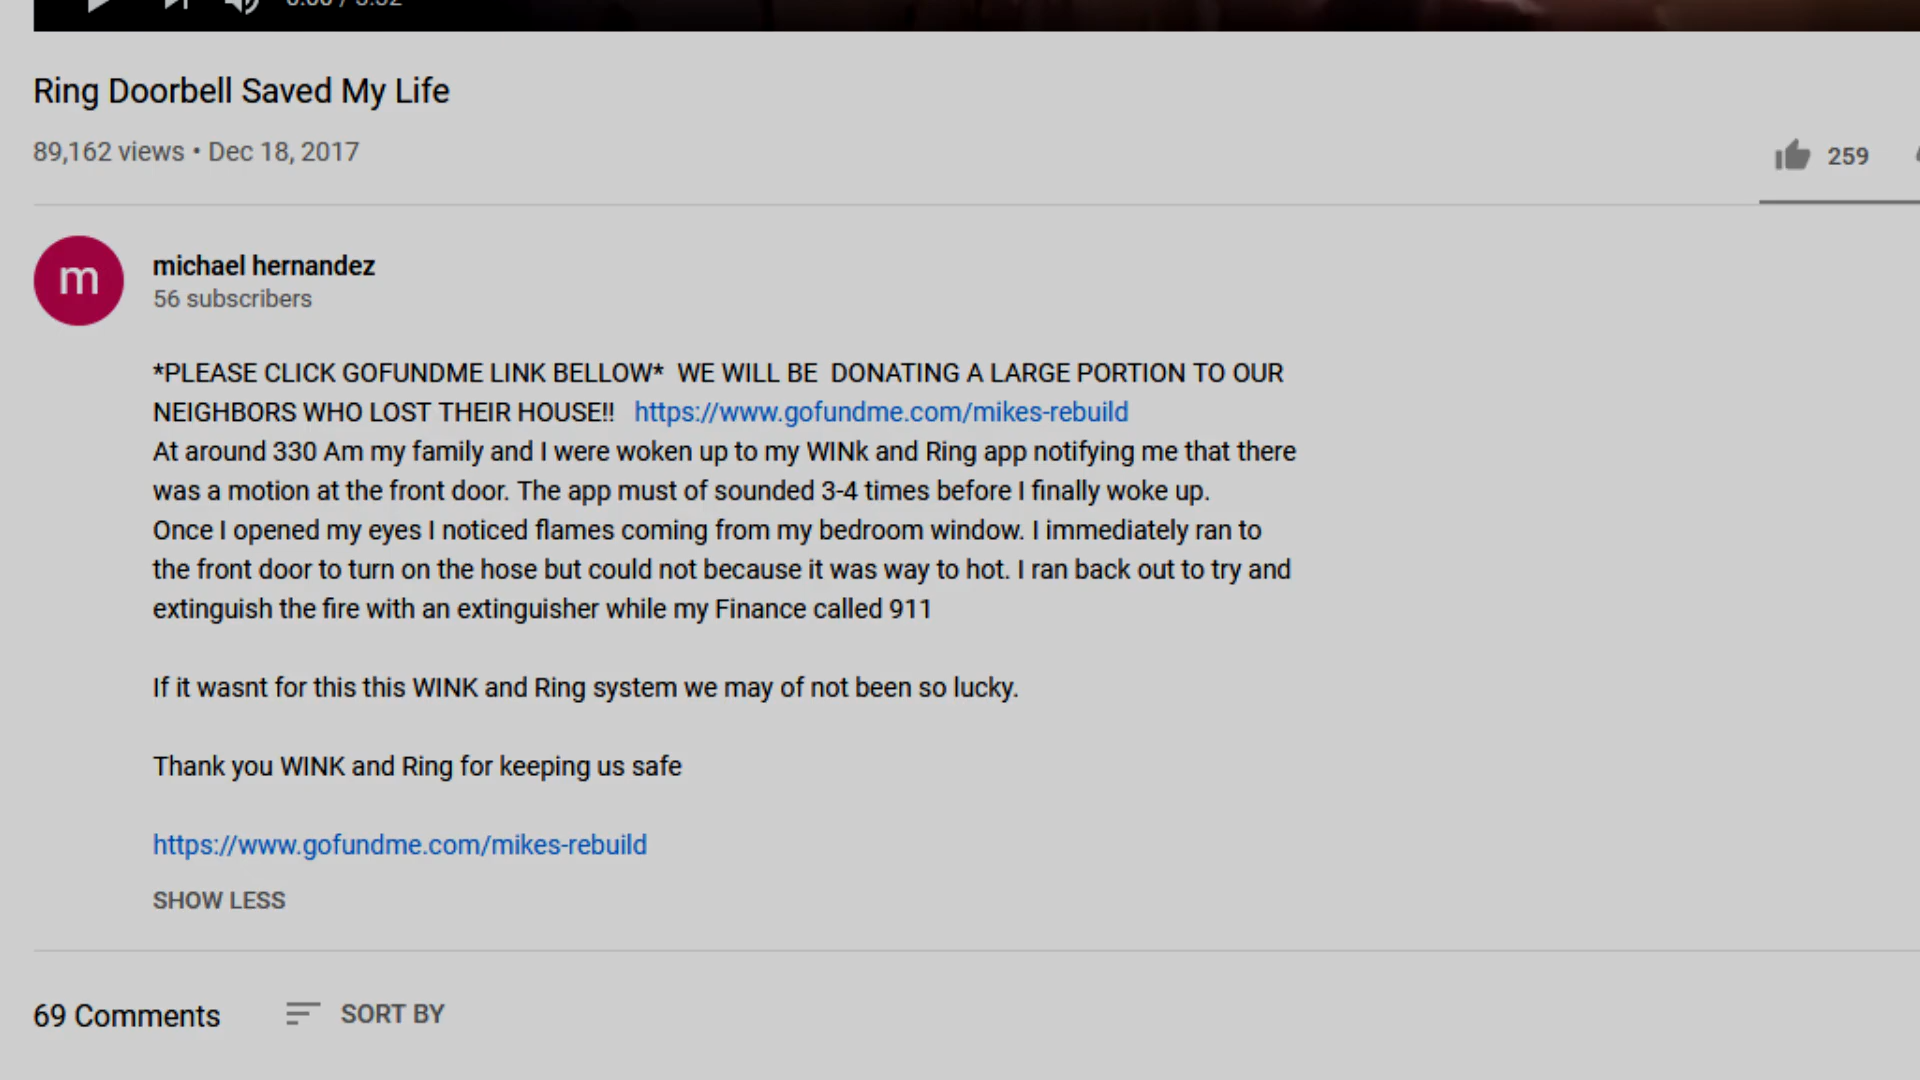 Ring Doorbell Saved My Life
89,162 views • Dec 18, 2017
259
m
michael hernandez
56 subscribers
*PLEASE CLICK GOFUNDME LINK BELLOW*  WE WILL BE  DONATING A LARGE PORTION TO OUR
NEIGHBORS WHO LOST THEIR HOUSE!!   https://www.gofundme.com/mikes-rebuild
At around 330 Am my family and I were woken up to my WINk and Ring app notifying me that there
was a motion at the front door. The app must of sounded 3-4 times before I finally woke up.
Once I opened my eyes I noticed flames coming from my bedroom window. I immediately ran to
the front door to turn on the hose but could not because it was way to hot. I ran back out to try and
extinguish the fire with an extinguisher while my Finance called 911
If it wasnt for this this WINK and Ring system we may of not been so lucky.
Thank you WINK and Ring for keeping us safe
https://www.gofundme.com/mikes-rebuild
SHOW LESS
69 Comments
SORT BY